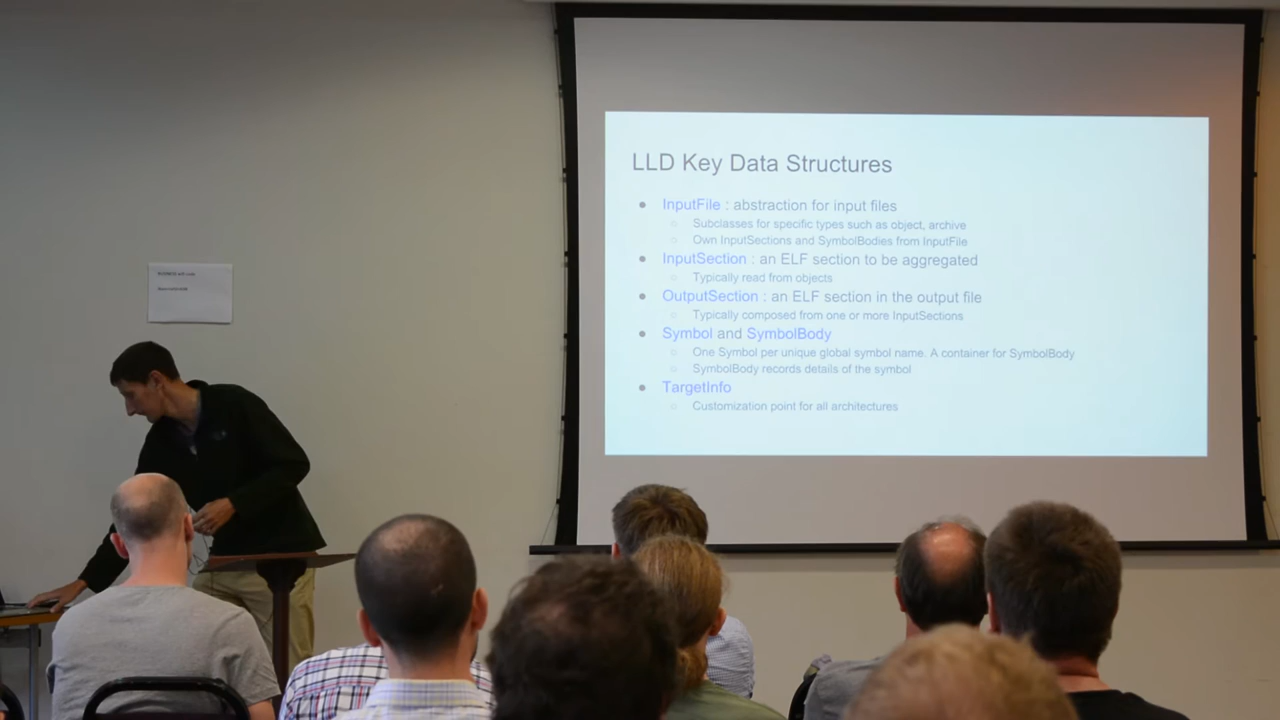 LLD Key Data Structures
● InputFile : abstraction for input files
○ Subclasses for specific types such as object, archive
○ Own InputSections and SymbolBodies from InputFile
● InputSection : an ELF section to be aggregated
○ Typically read from objects
● OutputSection : an ELF section in the output file
○ Typically composed from one or more InputSections
● Symbol and SymbolBody
○ One Symbol per unique global symbol name. A container for SymbolBody
○ SymbolBody records details of the symbol
● TargetInfo
○ Customization point for all architectures